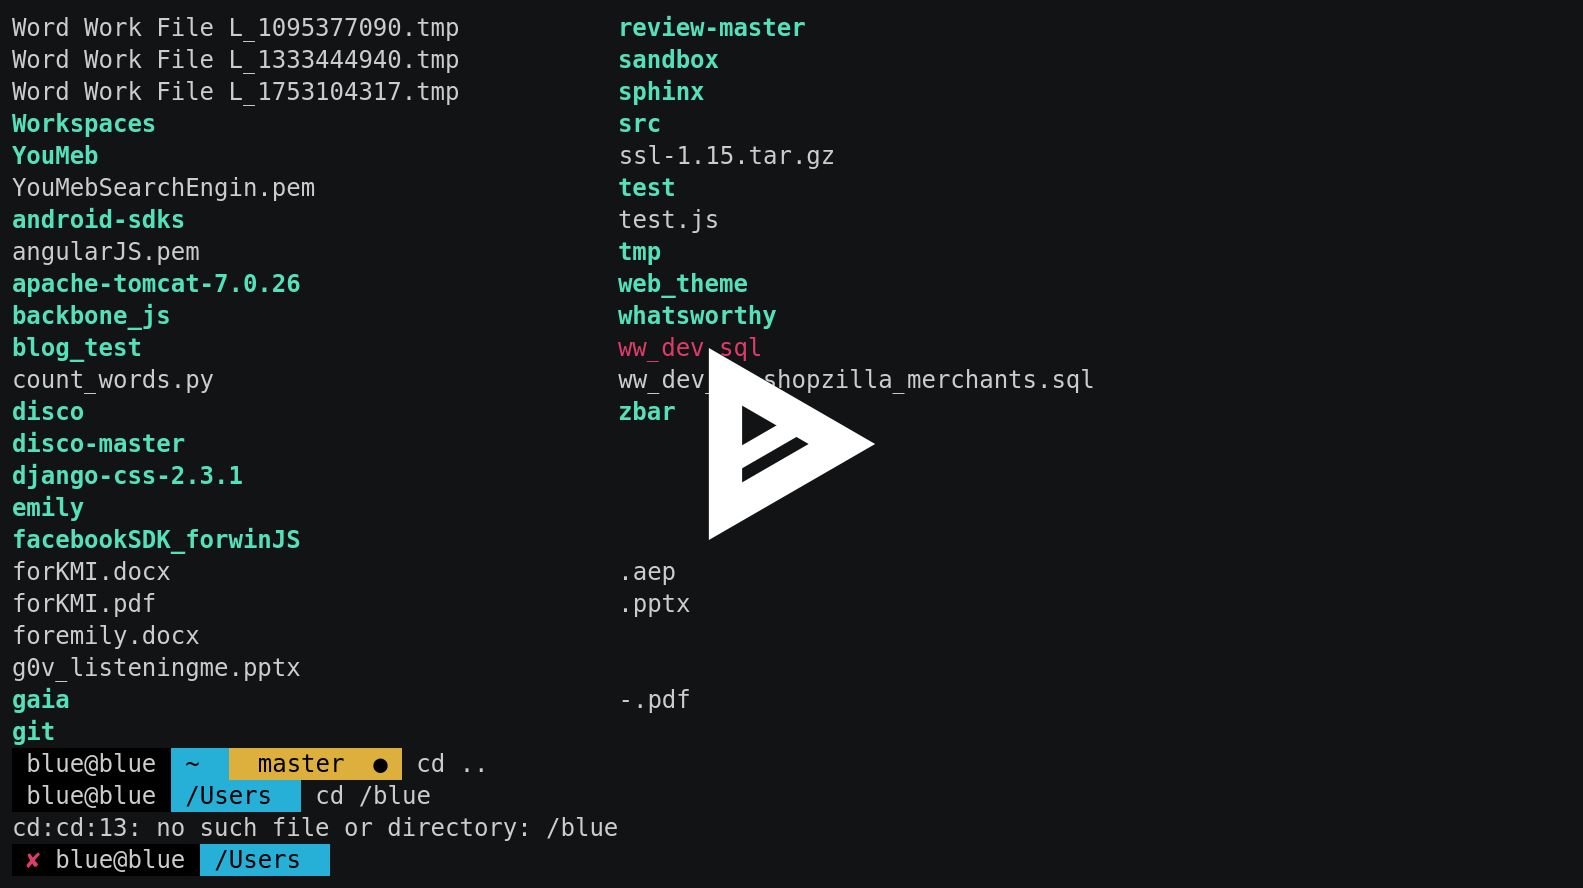 Word Work File L_1095377090.tmp review-master
Word Work File L_1333444940.tmp sandbox
Word Work File L_1753104317.tmp sphinx
Workspaces src
YouMeb ssl-1.15.tar.gz
YouMebSearchEngin.pem test
android-sdks test.js
angularJS.pem tmp
apache-tomcat-7.0.26 web_theme
backbone_js whatsworthy
blog_test ww_dev.sql
count_words.py ww_dev_ shopzilla_merchants.sql
disco zbar
disco-master
django-css-2.3.1
emily
facebookSDK_forwinJS
forKMI.docx .aep
forKMI.pdf .pptx
foremily.docx
g0v_listeningme.pptx
gaia -.pdf
git
blue@blue ~ master ● cd ..
blue@blue /Users cd /blue
cd:cd:13: no such file or directory: /blue
✘ blue@blue /Users